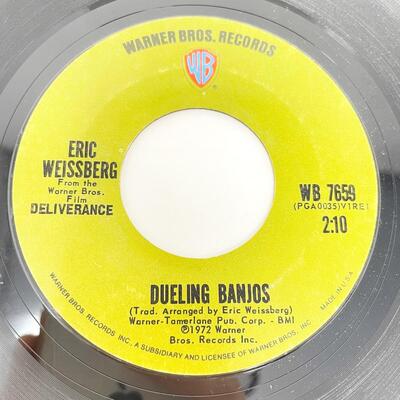 WARNER BROS. RECORDS
WB
ERIC
WEISSBERG
From the
Warner Bros.
Film
DELIVERANCE
WB 7659
(PGA0035)V1RE1
2:10
DUELING BANJOS
(Trad. Arranged by Eric Weissberg)
Warner-Tamerlane Pub. Corp. - BMI
℗1972 Warner
Bros. Records Inc.
WARNER BROS. RECORDS INC., A SUBSIDIARY AND LICENSEE OF WARNER BROS. INC.
MADE IN U.S.A.